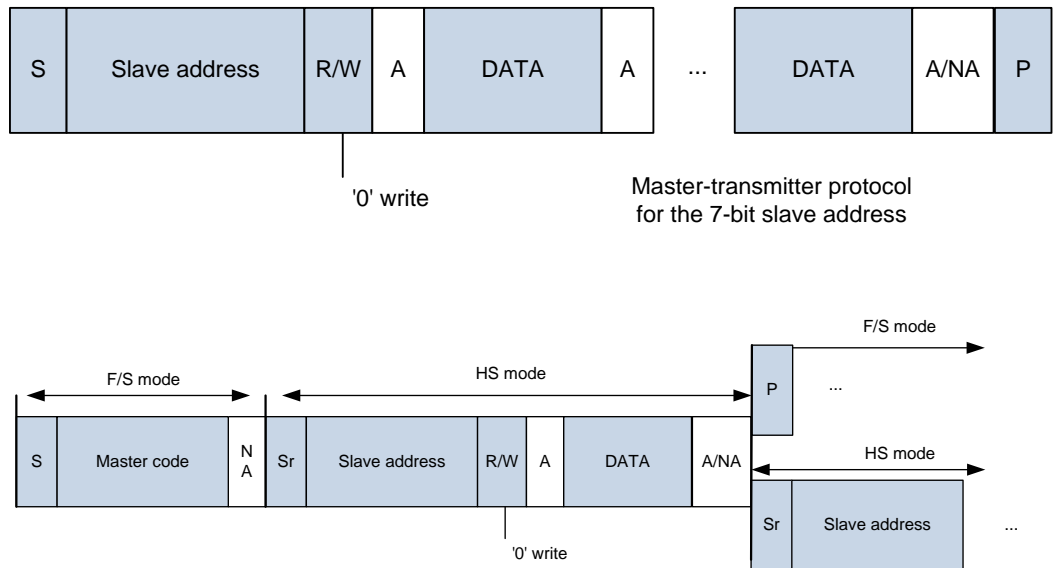 S Slave address R/W A DATA A ... DATA A/NA P
'0' write
Master-transmitter protocol
for the 7-bit slave address
F/S mode
F/S mode HS mode
P ...
S Master code N
A Sr Slave address R/W A DATA A/NA
HS mode
Sr Slave address ...
'0' write